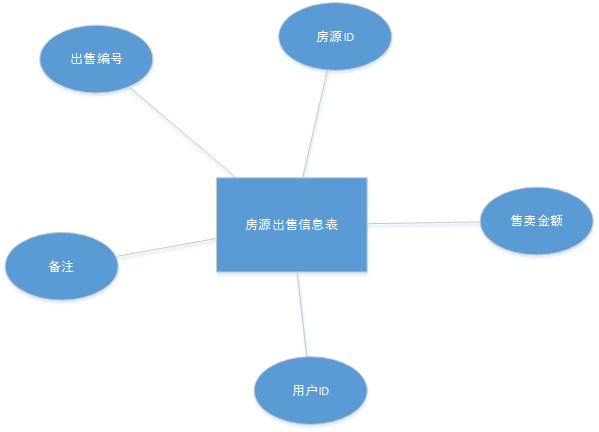 房源ID
出售编号
售卖金额
房源出售信息表
备注
用户ID